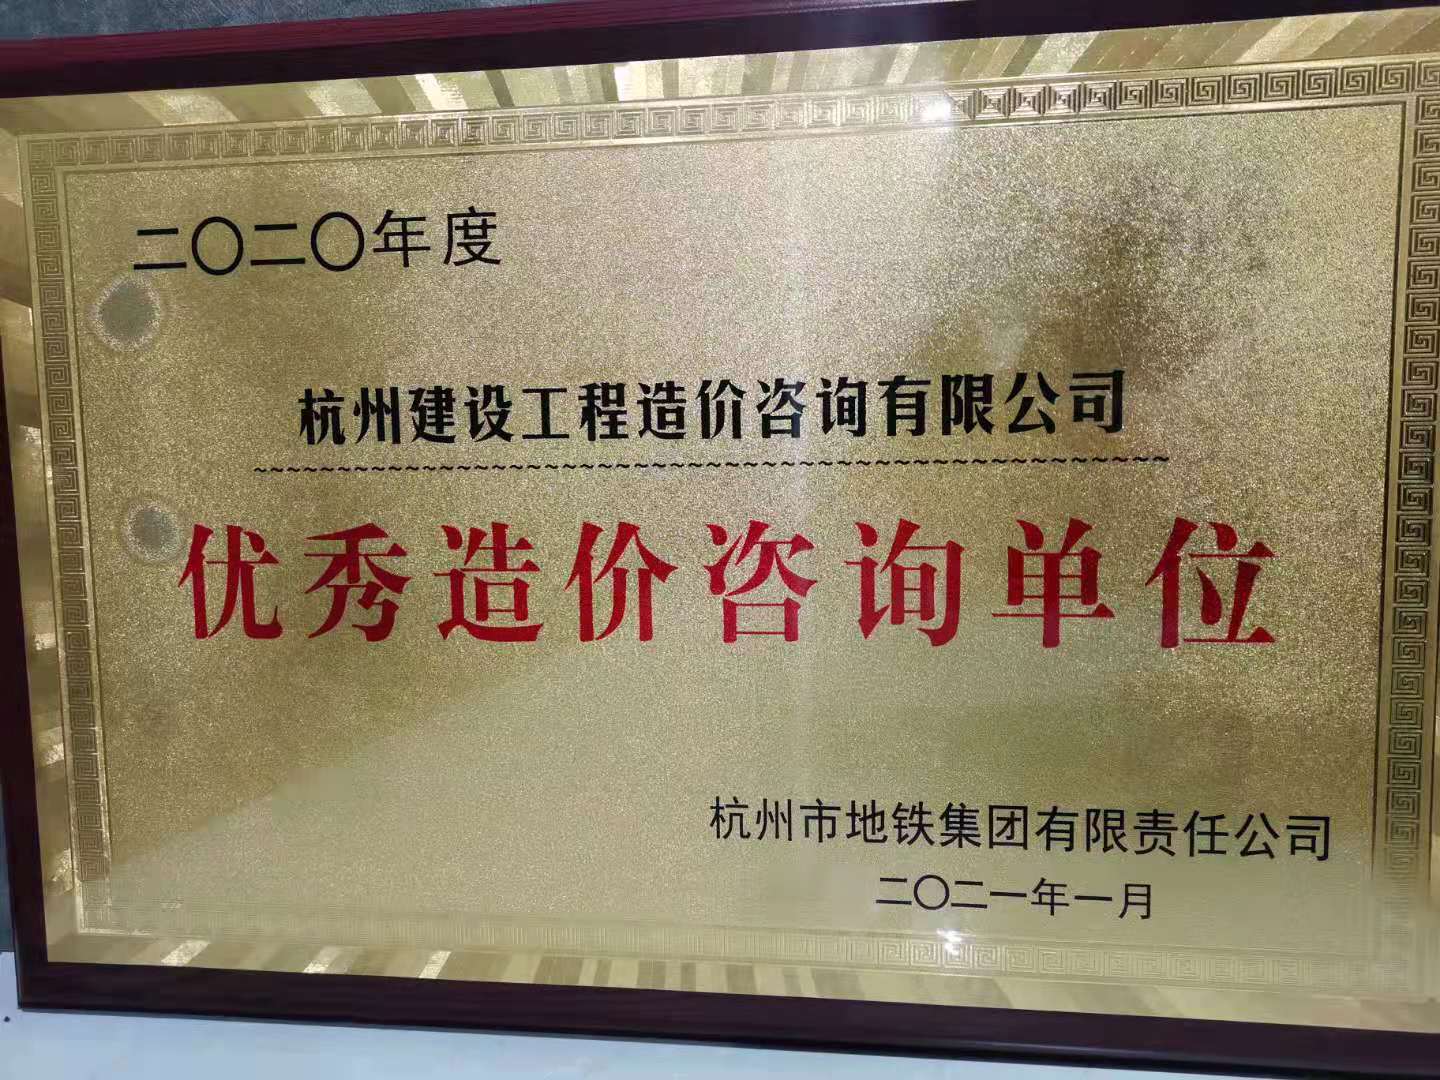 二〇二〇年度
杭州建设工程造价咨询有限公司
优秀造价咨询单位
杭州市地铁集团有限责任公司
二〇二一年一月